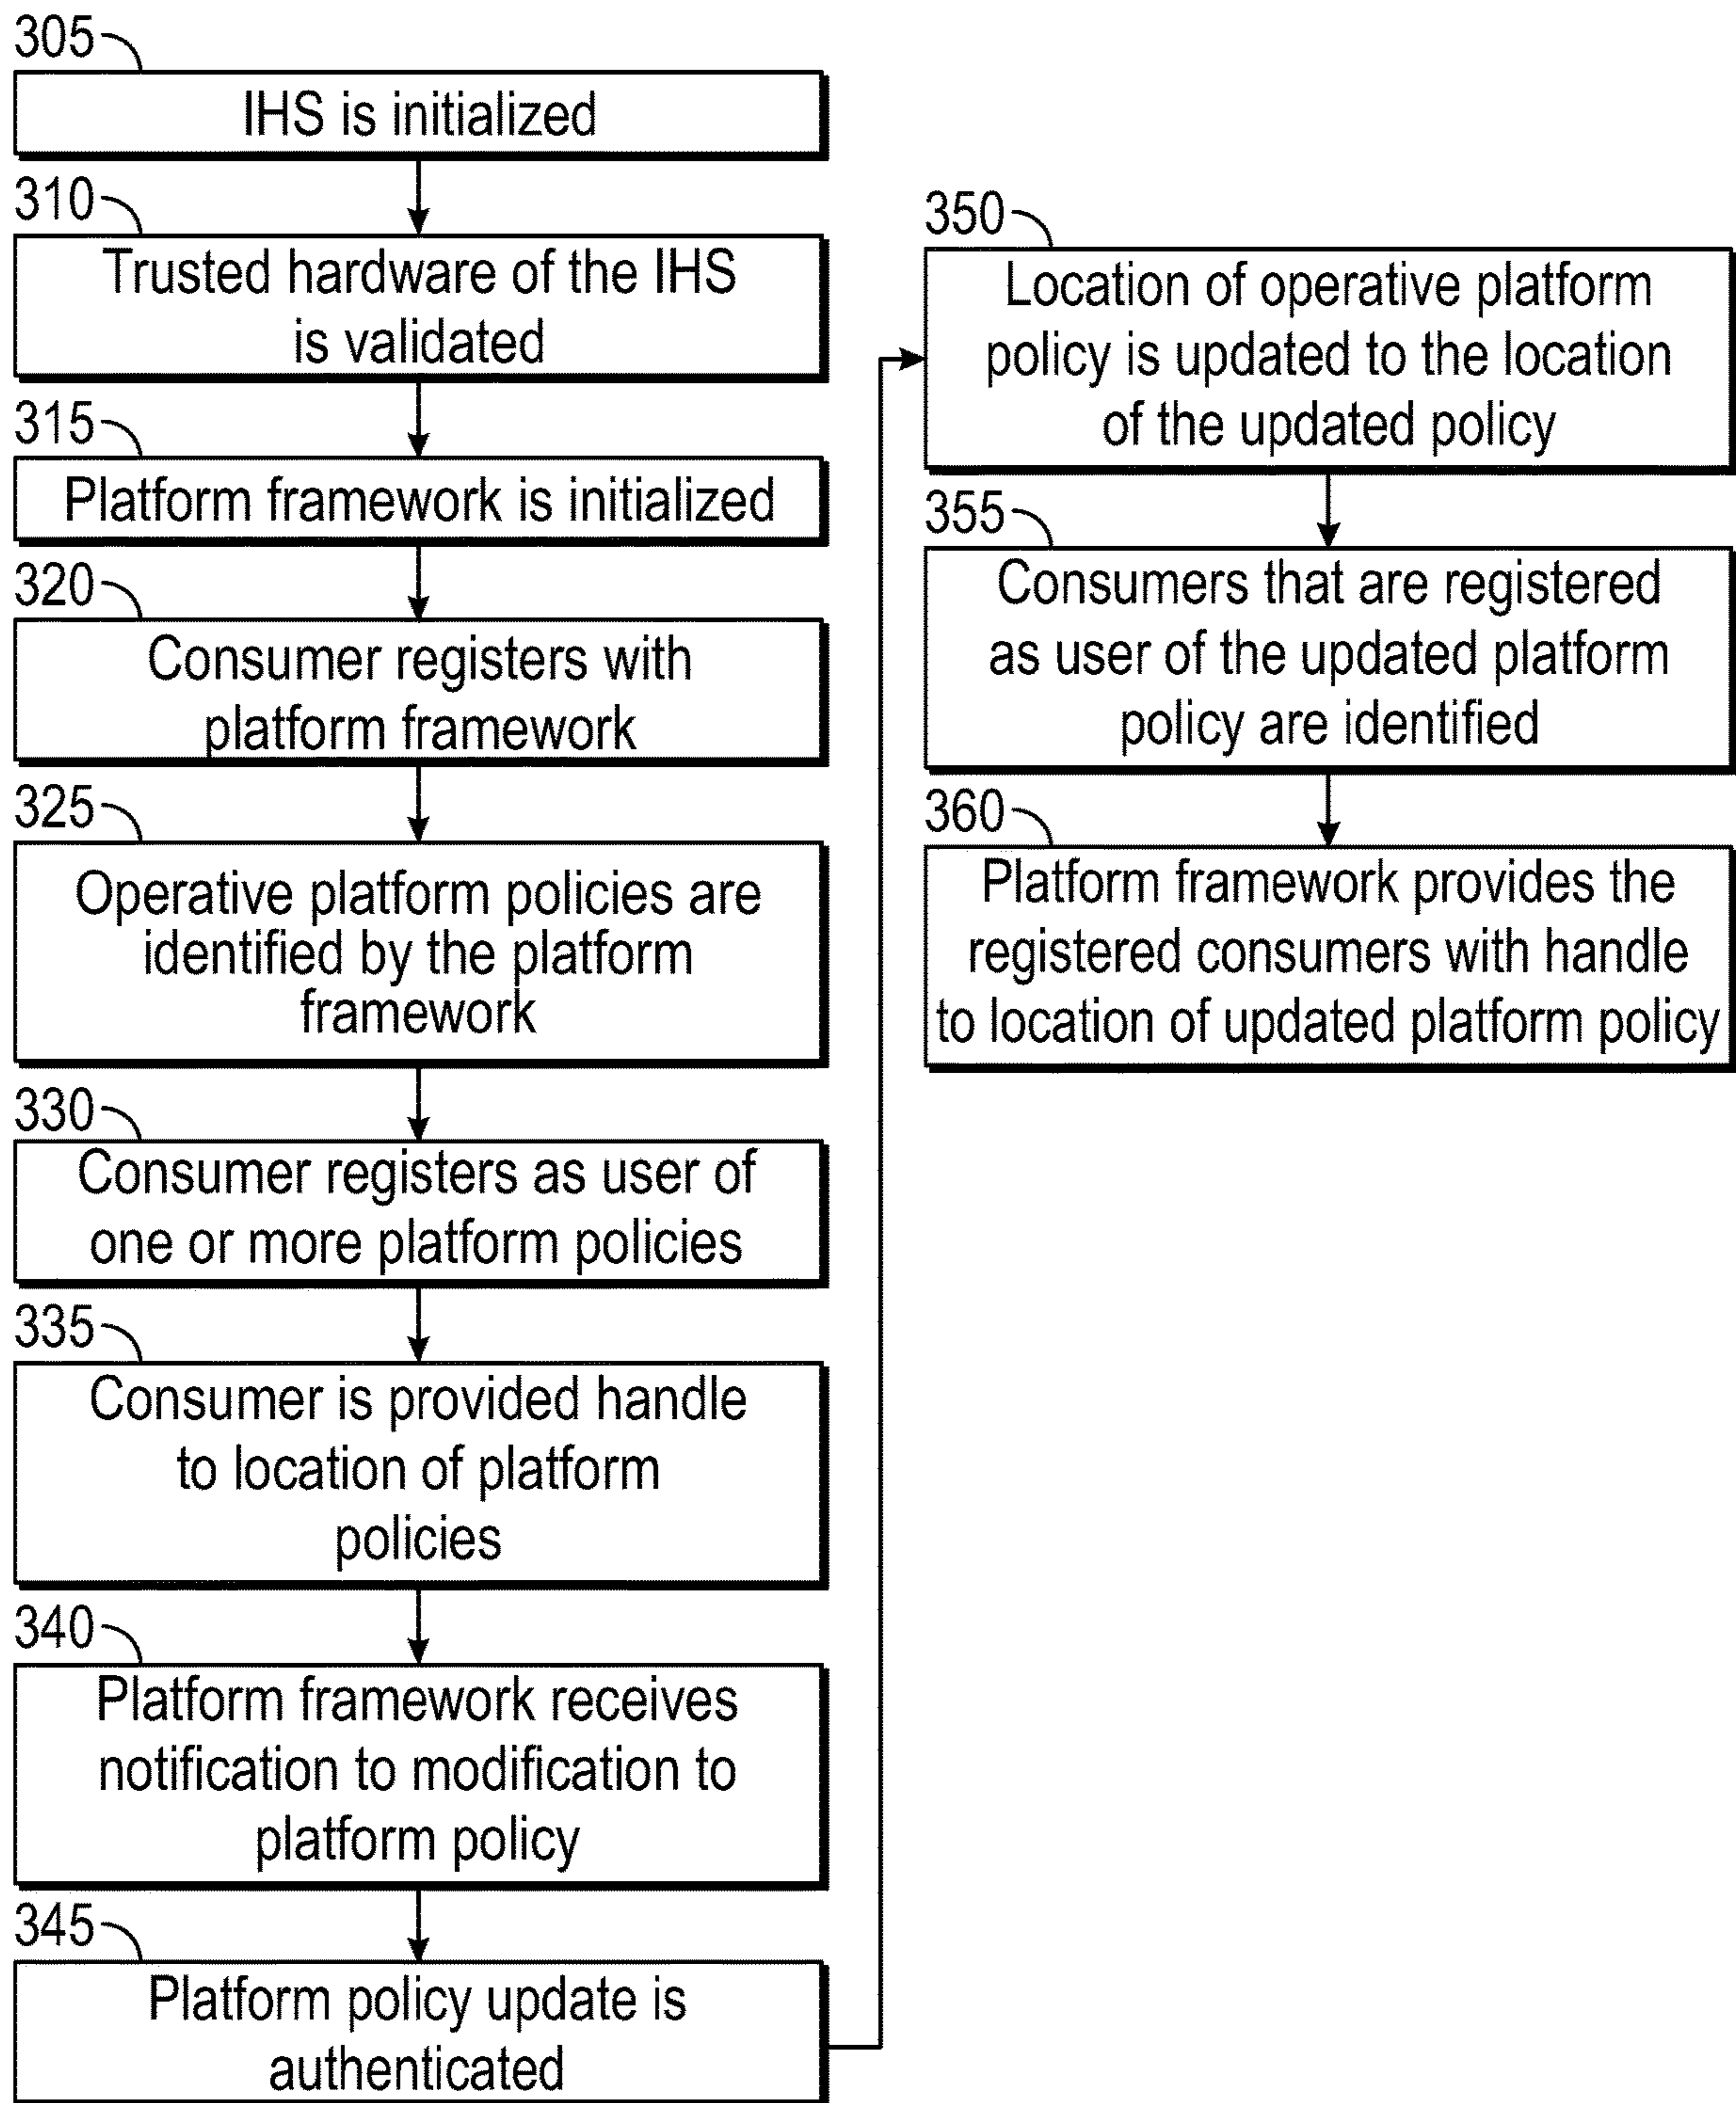 305
IHS is initialized
310
Trusted hardware of the IHS
is validated
315
Platform framework is initialized
320
Consumer registers with
platform framework
325
Operative platform policies are
identified by the platform
framework
330
Consumer registers as user of
one or more platform policies
335
Consumer is provided handle
to location of platform
policies
340
Platform framework receives
notification to modification to
platform policy
345
Platform policy update is
authenticated
350
Location of operative platform
policy is updated to the location
of the updated policy
355
Consumers that are registered
as user of the updated platform
policy are identified
360
Platform framework provides the
registered consumers with handle
to location of updated platform policy